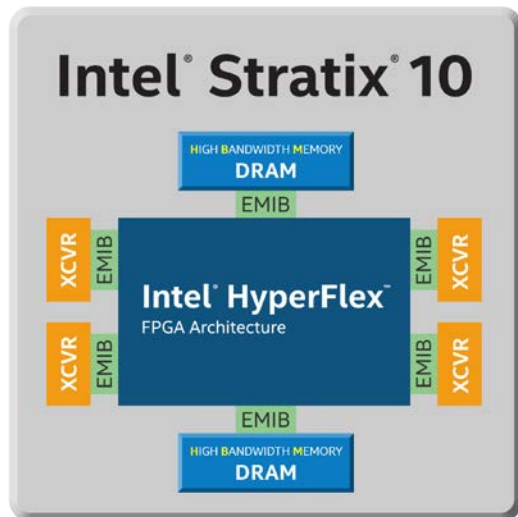 Intel® Stratix® 10
HIGH BANDWIDTH MEMORY
DRAM
EMIB
XCVR
EMIB
EMIB
XCVR
Intel® HyperFlex™
FPGA Architecture
XCVR
EMIB
EMIB
XCVR
EMIB
HIGH BANDWIDTH MEMORY
DRAM